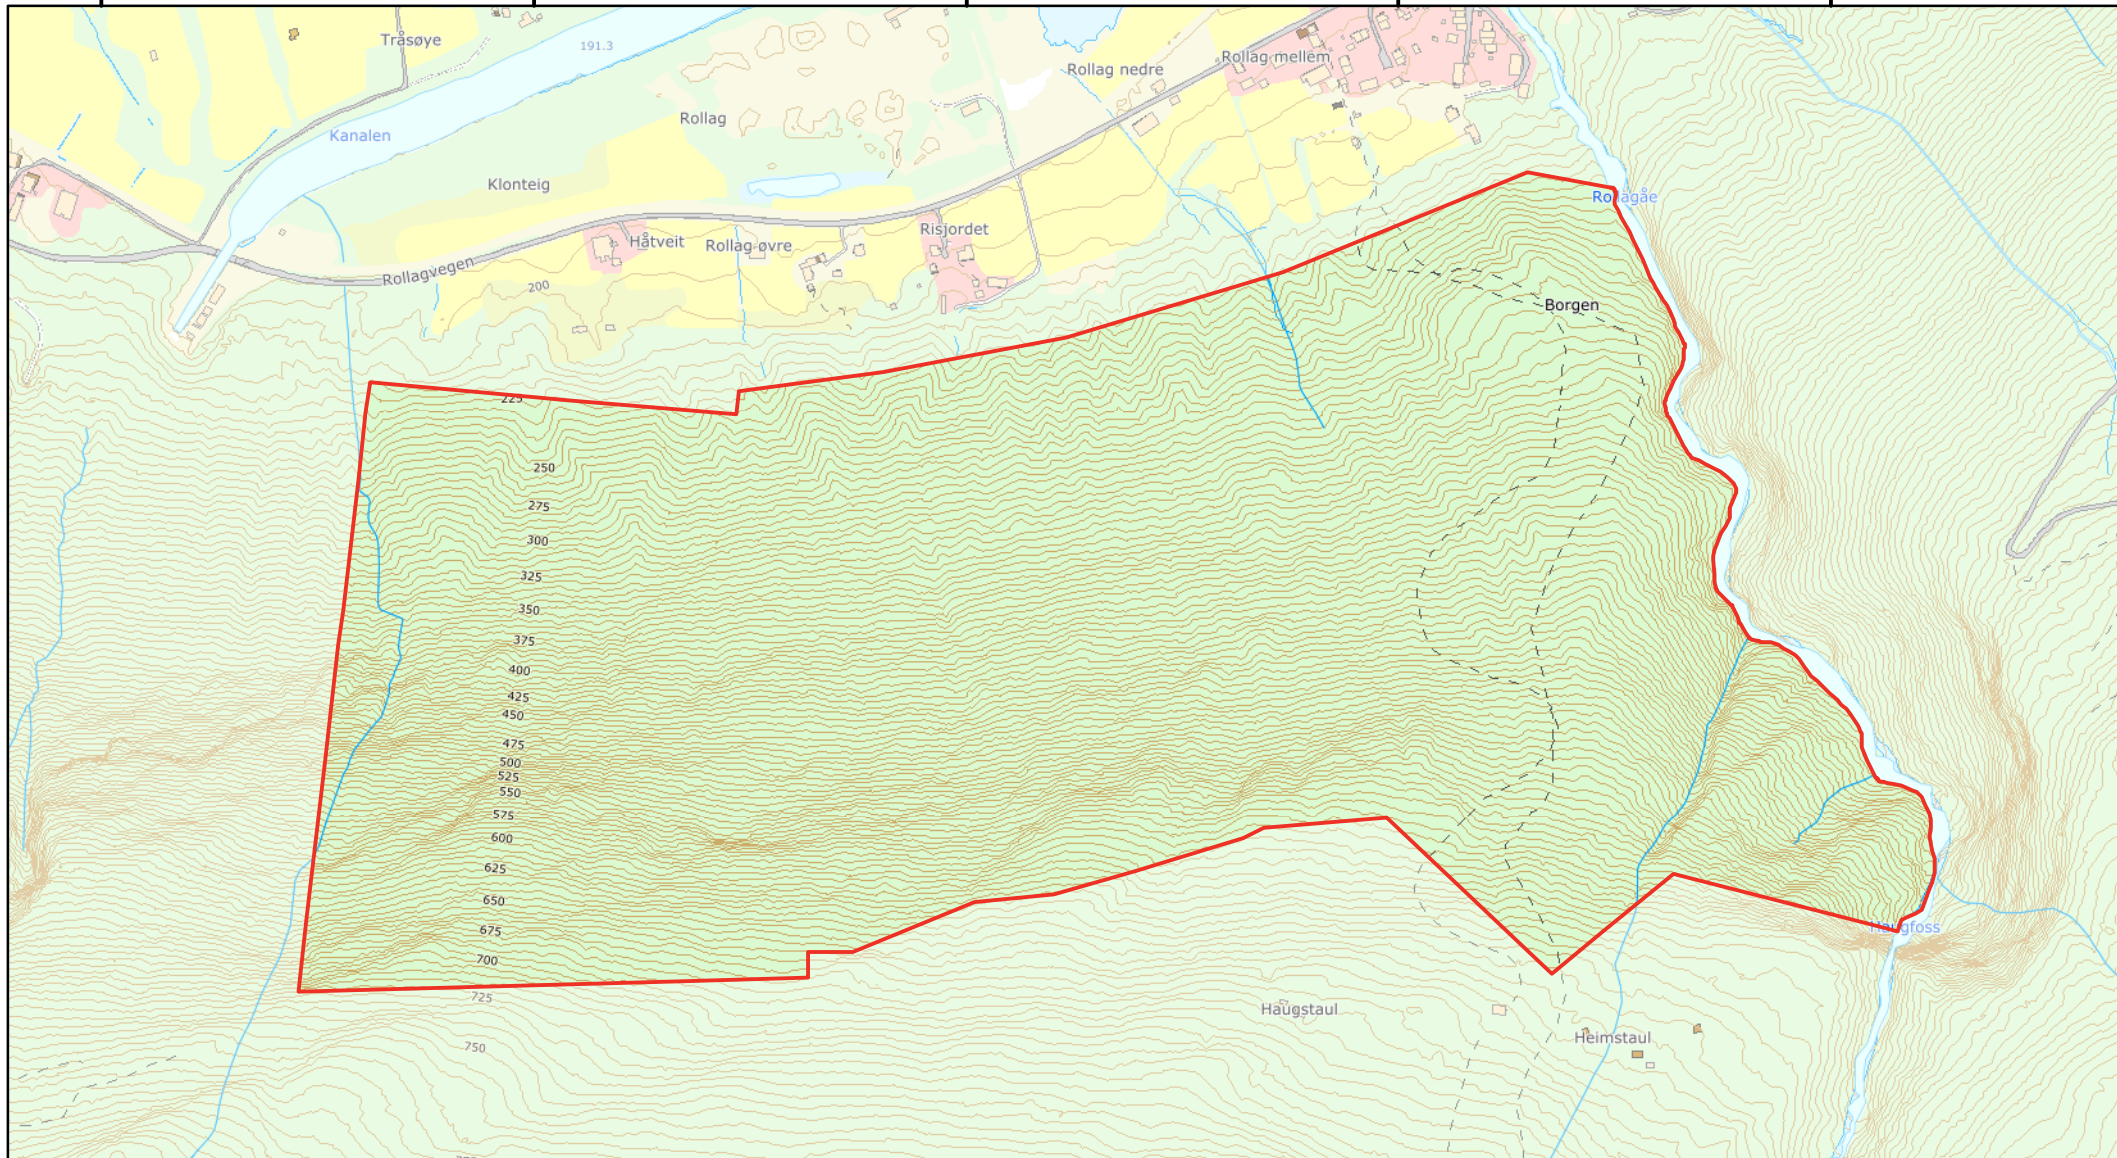 Tråsøye
191.3
Rollag mellem
Rollag nedre
Rollag
Kanalen
Klonteig
Rollagåe
Risjordet
Håtveit
Rollag øvre
Rollagvegen
200
Borgen
225
250
275
300
325
350
375
400
425
450
475
500
525
550
575
600
625
650
675
700
725
750
Haugfoss
Haugstaul
Heimstaul